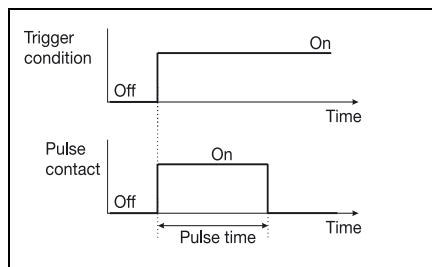 Trigger
condition
On
Off
Time
Pulse
contact
On
Off
Time
Pulse time